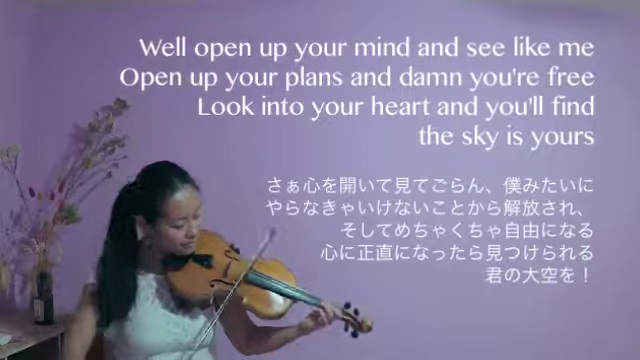 Well open up your mind and see like me
Open up your plans and damn you're free
Look into your heart and you'll find
the sky is yours
さぁ心を開いて見てごらん、僕みたいに
やらなきゃいけないことから解放され、
そしてめちゃくちゃ自由になる
心に正直になったら見つけられる
君の大空を！